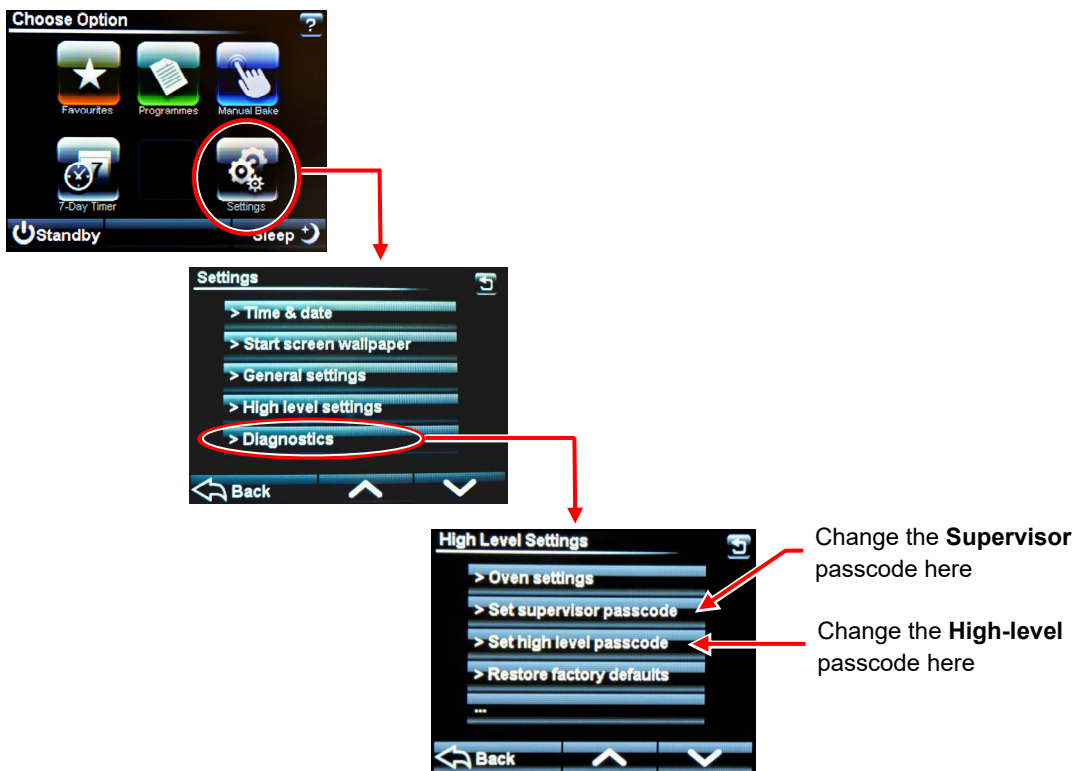 Choose Option
?
Favourites Programmes Manual Bake
7
7-Day Timer Settings
Standby Sleep
Settings
> Time & date
> Start screen wallpaper
> General settings
> High level settings
> Diagnostics
Back
High Level Settings
> Oven settings
> Set supervisor passcode
> Set high level passcode
> Restore factory defaults
...
Back
Change the Supervisor
passcode here
Change the High-level
passcode here